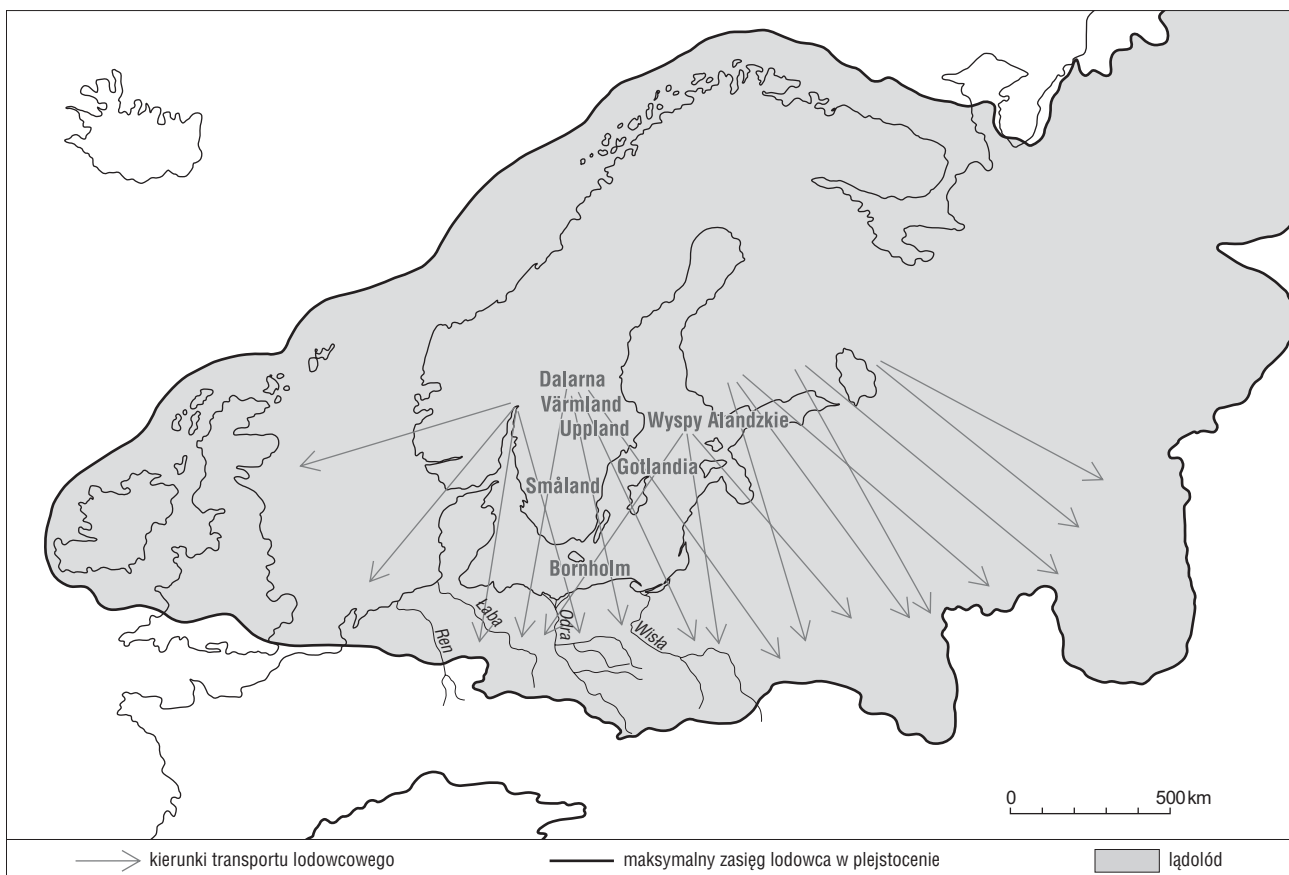 Dalarna
Värmland
Uppland
Wyspy Alandzkie
Gotlandia
Småland
Bornholm
Łaba
Odra
Wisła
Ren
0 500 km
kierunki transportu lodowcowego
maksymalny zasięg lodowca w plejstocenie
lądolód